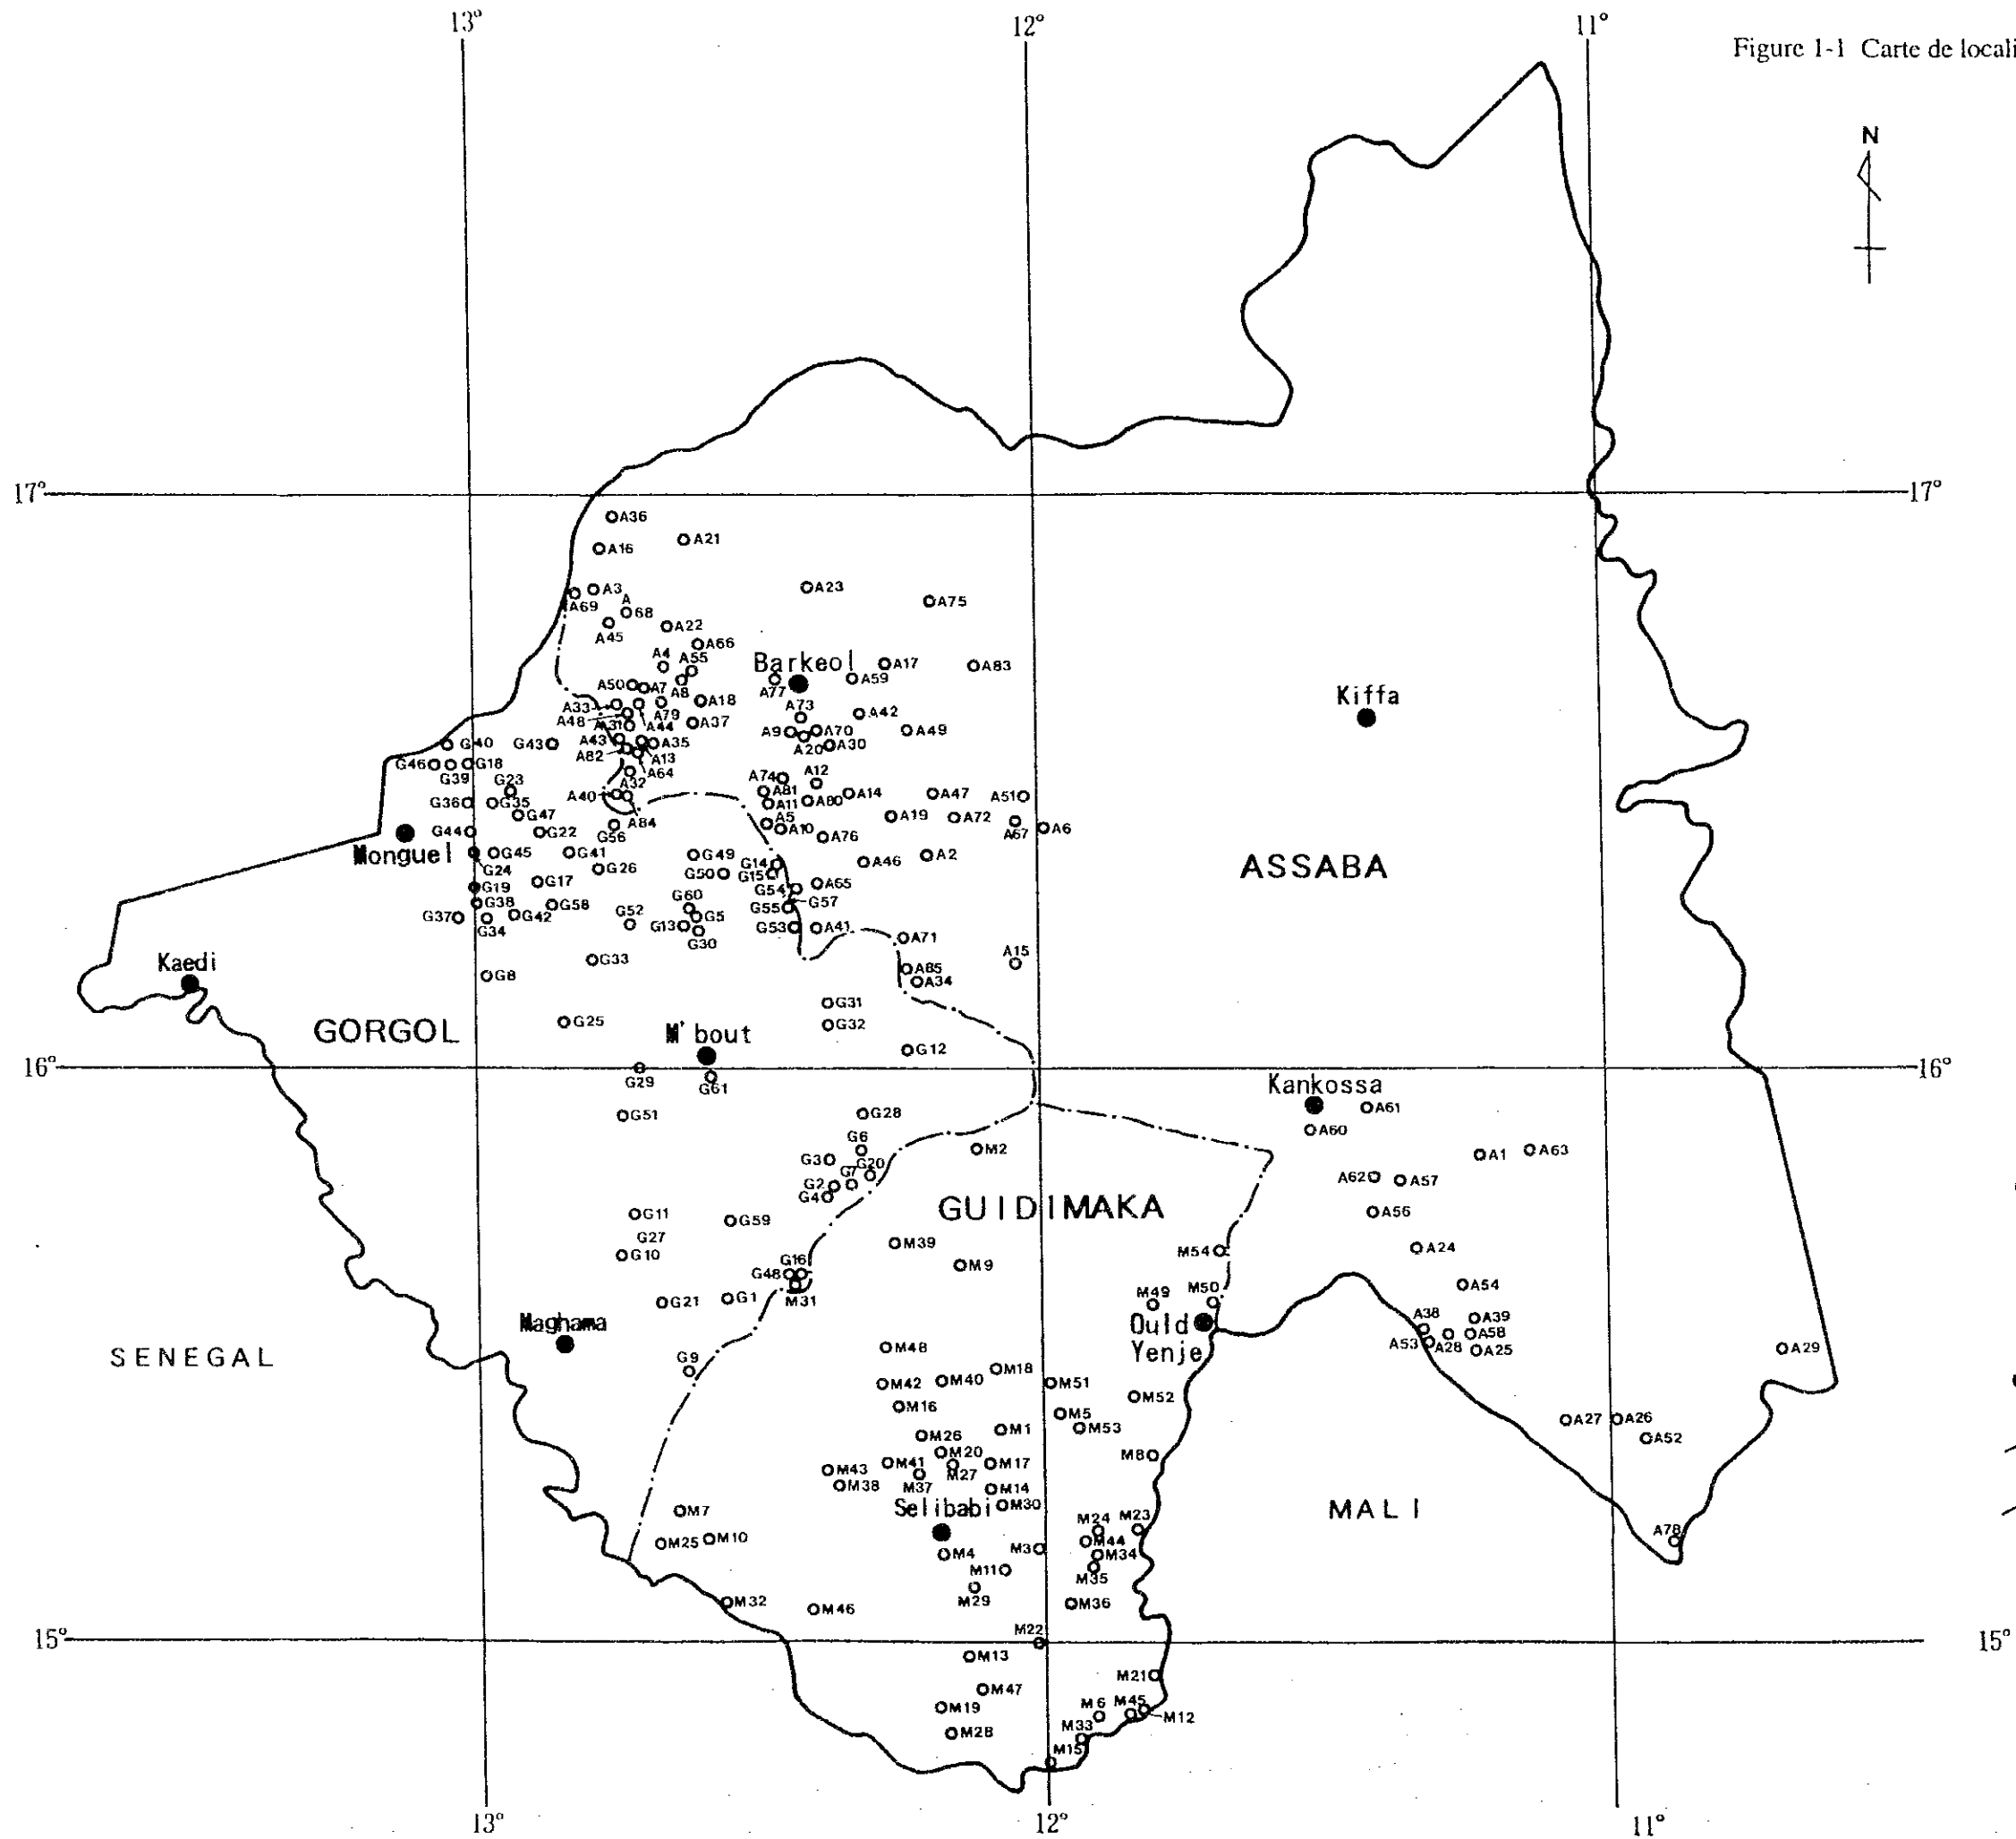 13° 12° 11°
Figure 1-1 Carte de locali
N
17° 17°
A36
A21
A16
A3
A23
A69
A
68
A75
A45
A22
A66
A4
A55
Barkeol
A17
A83
A50
A7
A8
A77
A59
Kiffa
A33
A79
A18
A48
A73
A42
A31
A44
A37
A9
A70
A49
G40
G43
A43
A35
A20
A30
A82
A13
G46
G39
G18
A64
A74
A12
G23
A32
A81
A14
A47
A51
G36
G35
A40
A11
A80
G47
A84
A5
A19
A72
G44
G22
G56
A10
A76
A67
A6
Monguel
G45
G41
G49
A46
A2
G24
G26
G50
G14
G15
ASSABA
G19
G17
G54
A65
G38
G58
G60
G55
G57
G37
G42
G52
G5
G34
G13
G30
G53
A41
A71
Kaedi
G33
A15
G8
A85
A34
G31
GORGOL
G25
M'bout
G32
G12
16° 16°
G29
G61
Kankossa
A61
G51
G28
A60
G6
M2
A1
A63
G3
G20
G7
A62
A57
G2
G4
GUIDIMAKA
G11
G59
A56
G27
M39
A24
G10
M54
G16
M9
G48
A54
G21
G1
M31
M49
M50
Maghama
Ould
Yenje
A38
A39
A58
A53
A28
A25
A29
SENEGAL
M48
G9
M18
M42
M40
M51
M52
M16
M5
M53
A27
A26
M1
A52
M26
M20
M8
M43
M41
M27
M17
M38
M37
M14
MALI
Selibabi
M30
M7
M24
M23
M25
M10
M44
A78
M4
M3
M34
M11
M35
M29
M32
M46
M36
15° 15°
M22
M13
M21
M47
M6
M45
M19
M12
M28
M33
M15
13° 12° 11°